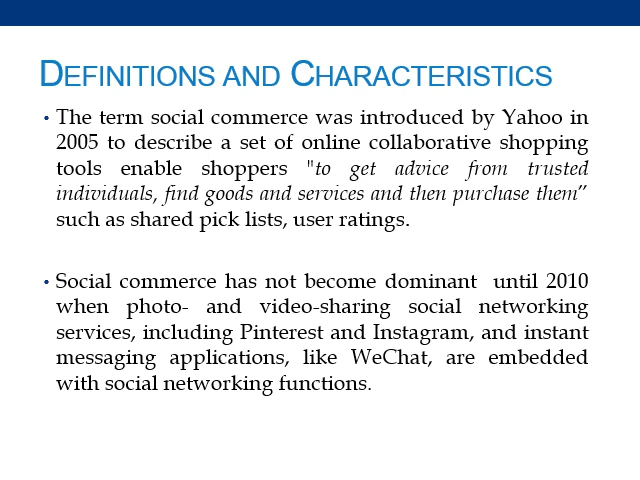 DEFINITIONS AND CHARACTERISTICS
• The term social commerce was introduced by Yahoo in
2005 to describe a set of online collaborative shopping
tools enable shoppers "to get advice from trusted
individuals, find goods and services and then purchase them”
such as shared pick lists, user ratings.
• Social commerce has not become dominant  until 2010
when photo- and video-sharing social networking
services, including Pinterest and Instagram, and instant
messaging applications, like WeChat, are embedded
with social networking functions.